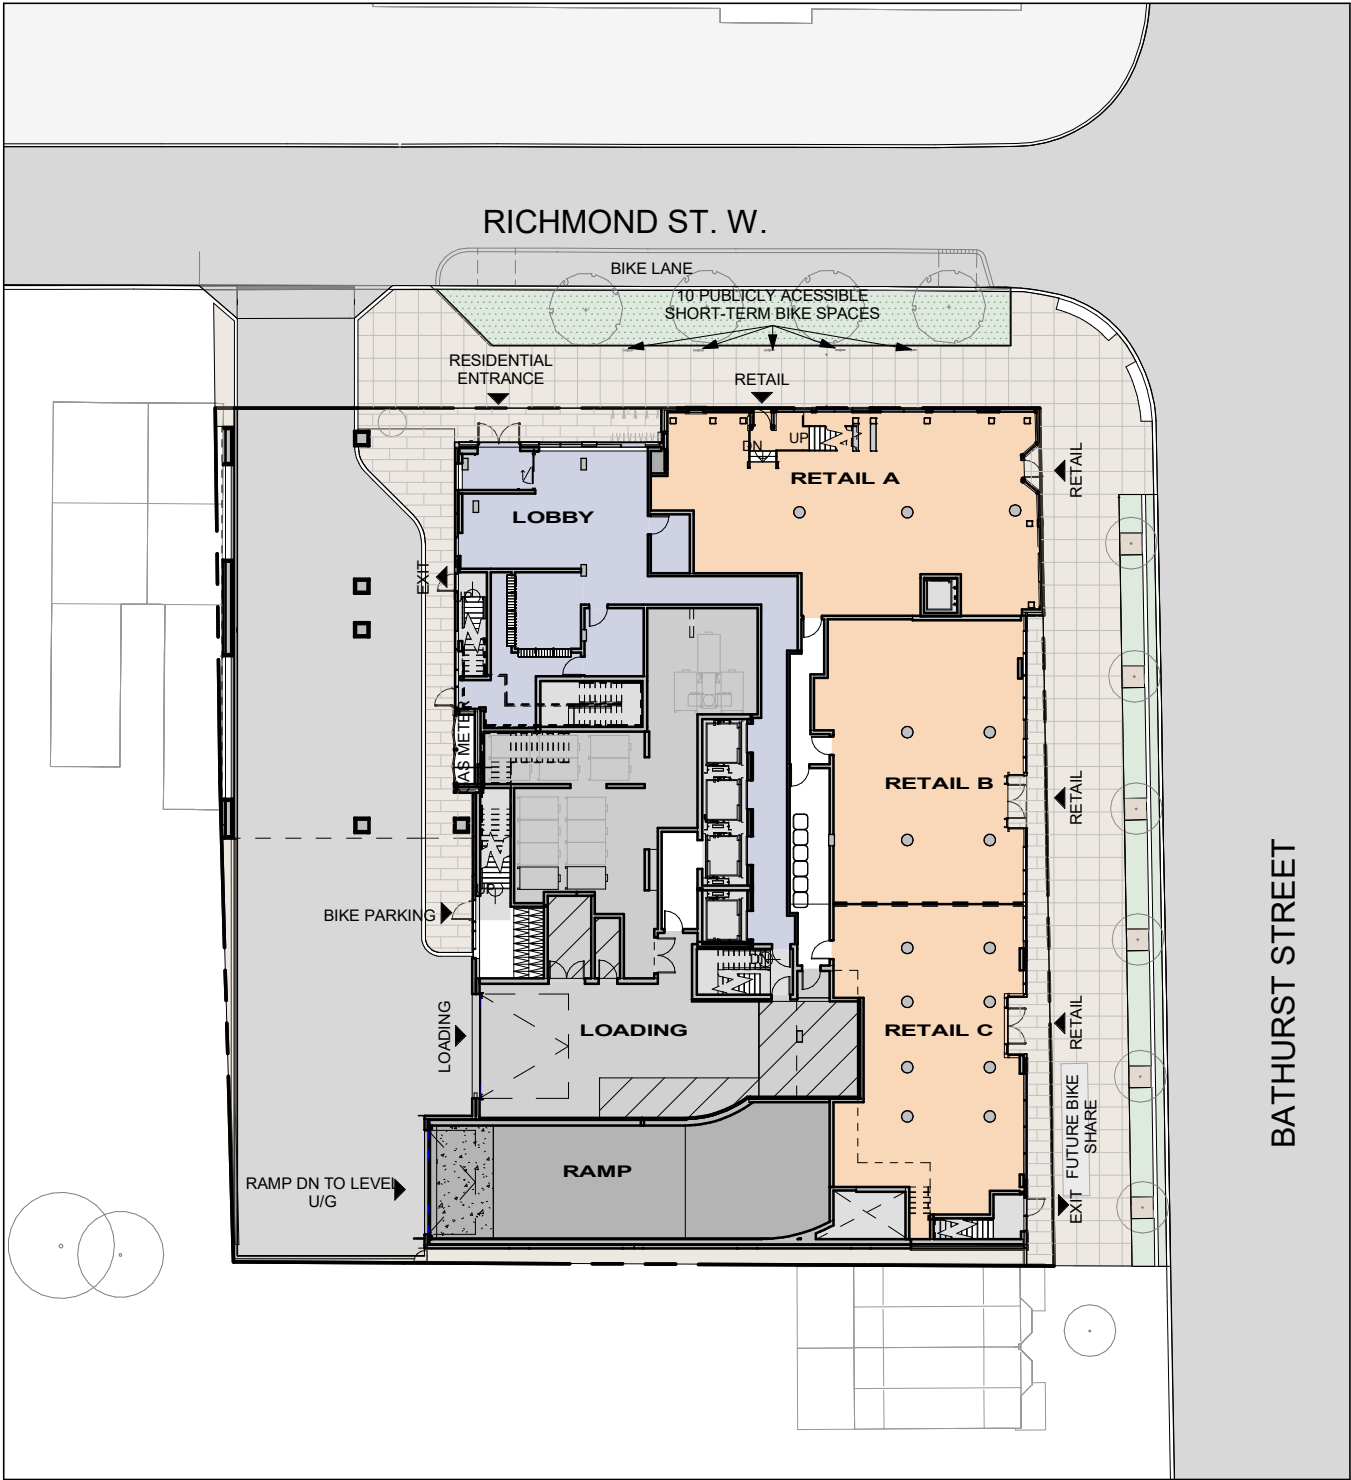 RICHMOND ST. W.
BIKE LANE
10 PUBLICLY ACESSIBLE
SHORT-TERM BIKE SPACES
RESIDENTIAL
ENTRANCE
RETAIL
DN
UP
RETAIL A
RETAIL
LOBBY
EXIT
RETAIL B
RETAIL
BIKE PARKING
BATHURST STREET
LOADING
LOADING
RETAIL C
RETAIL
FUTURE BIKE
SHARE
RAMP
RAMP DN TO LEVEL
U/G
EXIT